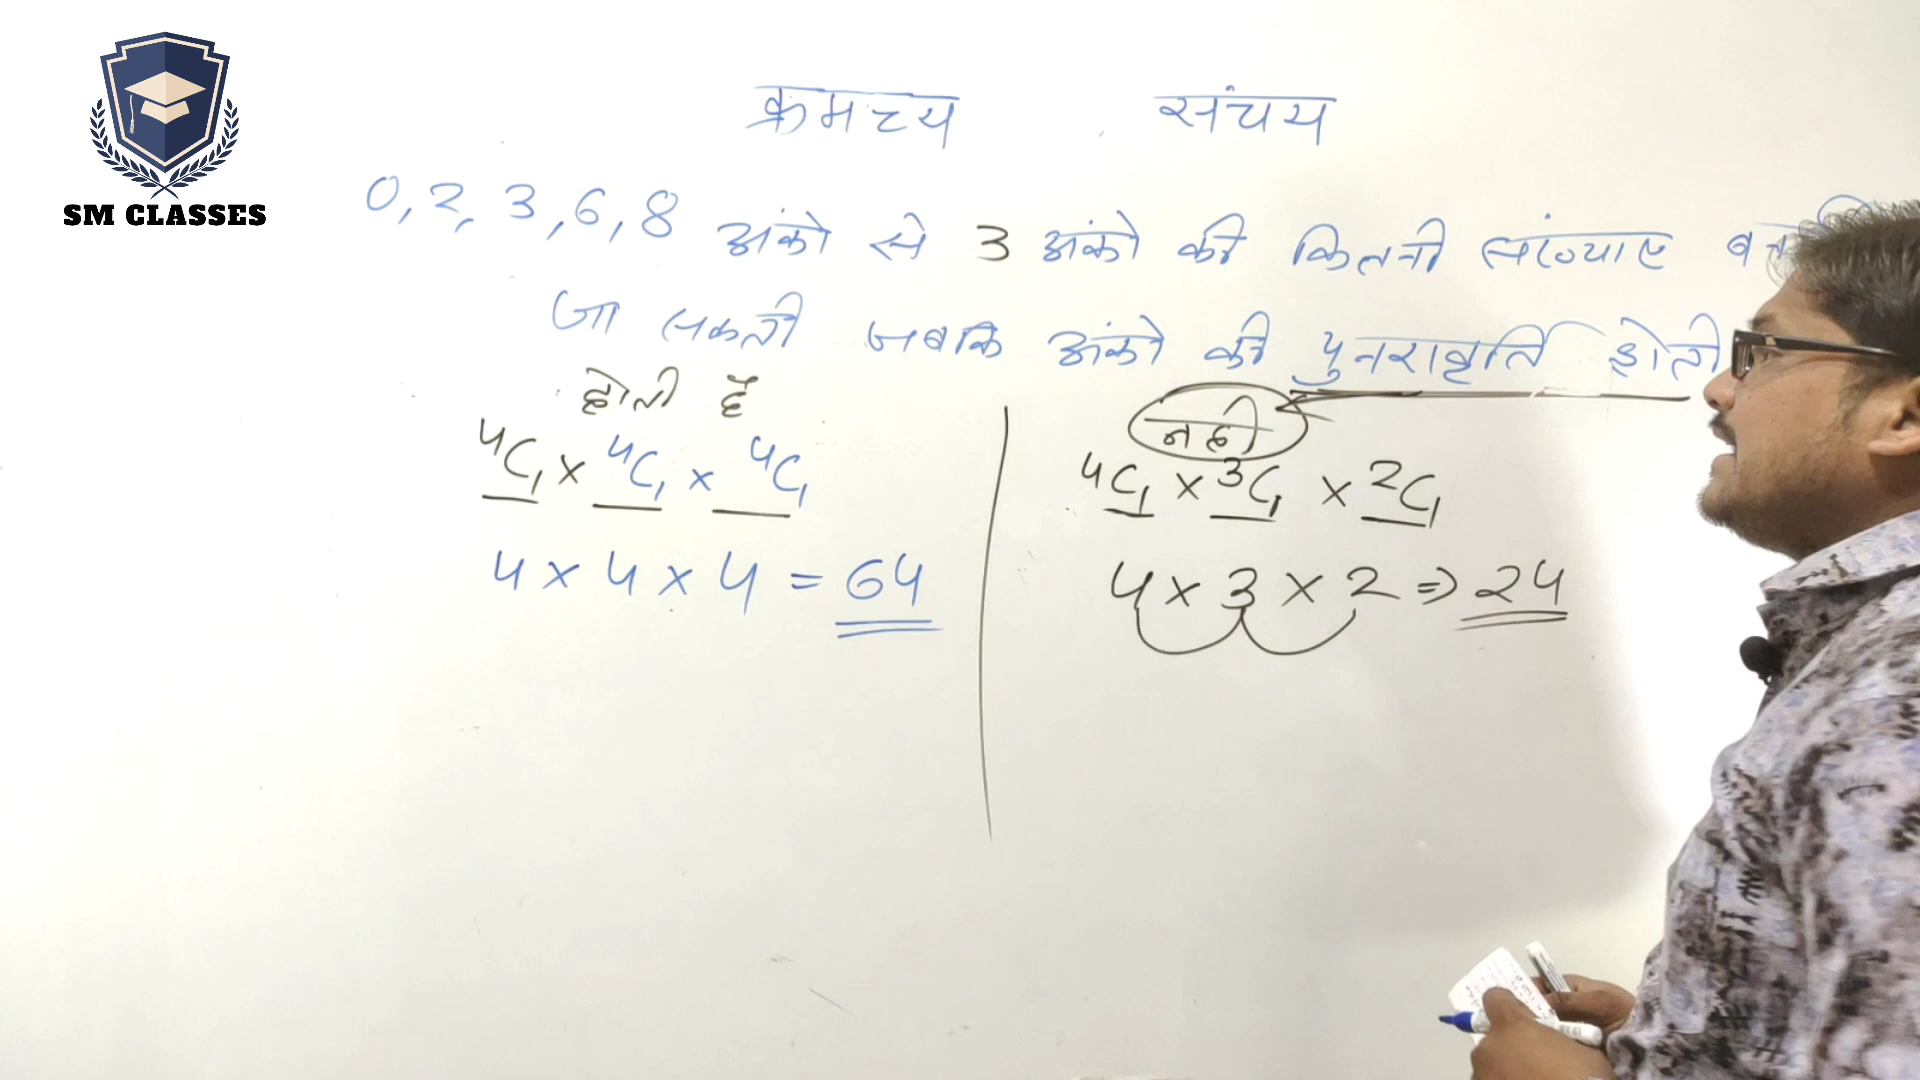 SM CLASSES
क्रमचय संचय
0, 2, 3, 6, 8 अंको से 3 अंको की कितनी संख्याए
जा सकती जबकि अंको की पुनरावृर्ति होती
होती हैं
4C1 x 4C1 x 4C1
4 x 4 x 4 = 64
नही
4C1 x 3C1 x 2C1
4 x 3 x 2 => 24